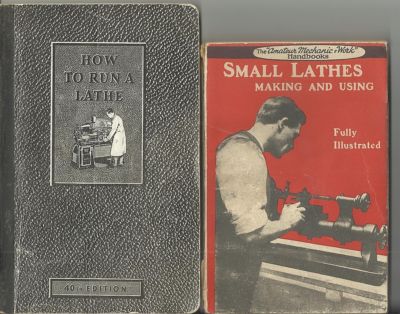 HOW
TO RUN A
LATHE
40TH EDITION
The "Amateur Mechanic & Work"
Handbooks
SMALL LATHES
MAKING AND USING
Fully
Illustrated